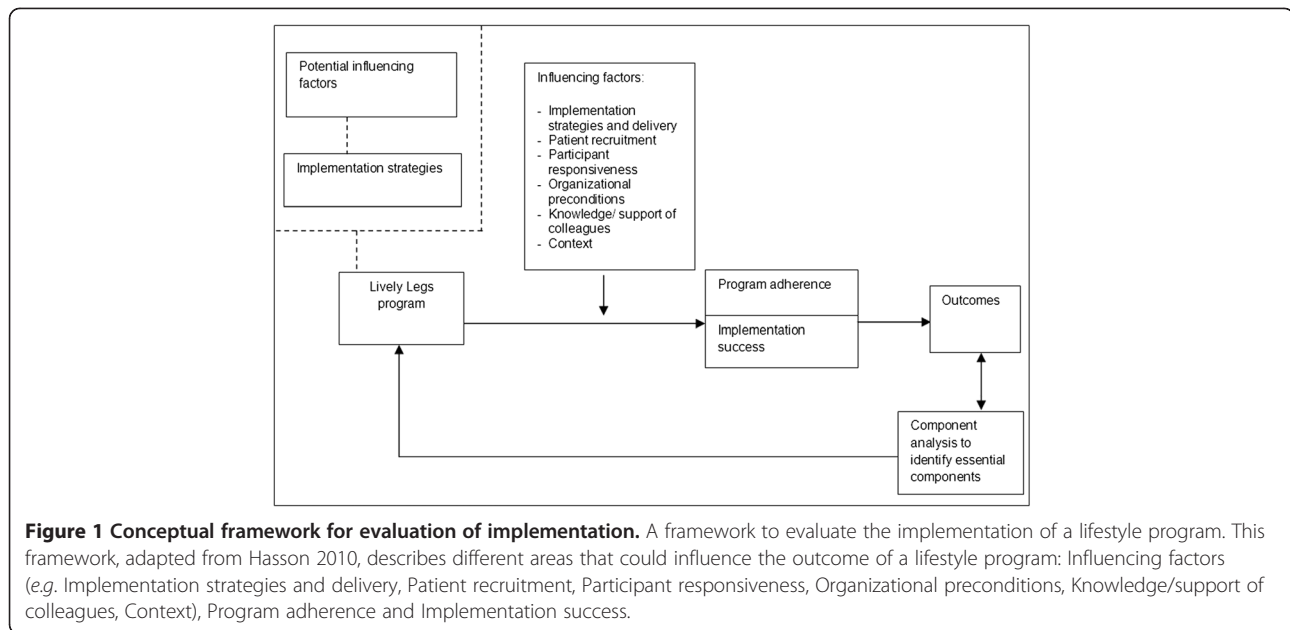 Potential influencing
factors
Implementation strategies
Influencing factors:
- Implementation
strategies and delivery
- Patient recruitment
- Participant
responsiveness
- Organizational
preconditions
- Knowledge/ support of
colleagues
- Context
Lively Legs
program
Program adherence
Implementation
success
Outcomes
Component
analysis to
identify essential
components
Figure 1 Conceptual framework for evaluation of implementation. A framework to evaluate the implementation of a lifestyle program. This
framework, adapted from Hasson 2010, describes different areas that could influence the outcome of a lifestyle program: Influencing factors
(e.g. Implementation strategies and delivery, Patient recruitment, Participant responsiveness, Organizational preconditions, Knowledge/support of
colleagues, Context), Program adherence and Implementation success.